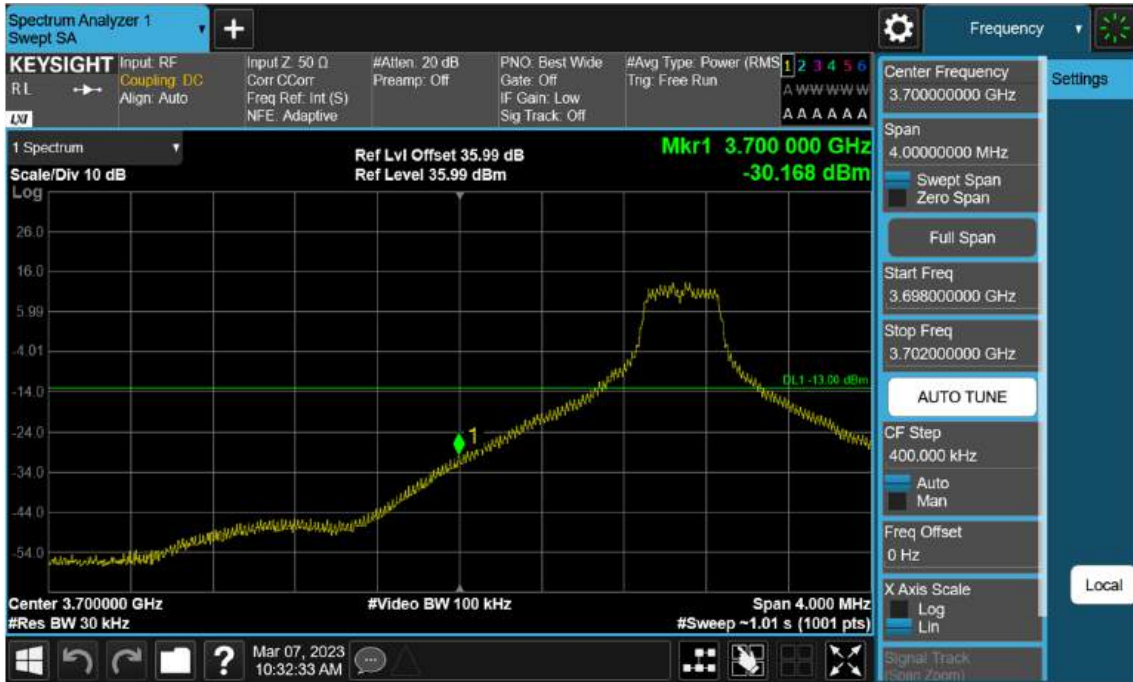 Spectrum Analyzer 1
Swept SA
+
Frequency
KEYSIGHT
RL
LXI
Input: RF
Coupling: DC
Align: Auto
Input Z: 50 Ω
Corr CCorr
Freq Ref: Int (S)
NFE: Adaptive
#Atten: 20 dB
Preamp: Off
PNO: Best Wide
Gate: Off
IF Gain: Low
Sig Track: Off
#Avg Type: Power (RMS
Trig: Free Run
1 2 3 4 5 6
A W W W W W
A A A A A A
1 Spectrum
Scale/Div 10 dB
Log
Ref Lvl Offset 35.99 dB
Ref Level 35.99 dBm
Mkr1 3.700 000 GHz
-30.168 dBm
26.0
16.0
5.99
-4.01
-14.0
-24.0
-34.0
-44.0
-54.0
DL1 -13.00 dBm
1
Center 3.700000 GHz
#Video BW 100 kHz
Span 4.000 MHz
#Res BW 30 kHz
#Sweep ~1.01 s (1001 pts)
?
Mar 07, 2023
10:32:33 AM
Center Frequency
3.700000000 GHz
Settings
Span
4.00000000 MHz
Swept Span
Zero Span
Full Span
Start Freq
3.698000000 GHz
Stop Freq
3.702000000 GHz
AUTO TUNE
CF Step
400.000 kHz
Auto
Man
Freq Offset
0 Hz
X Axis Scale
Log
Lin
Local
Signal Track
(Span Zoom)